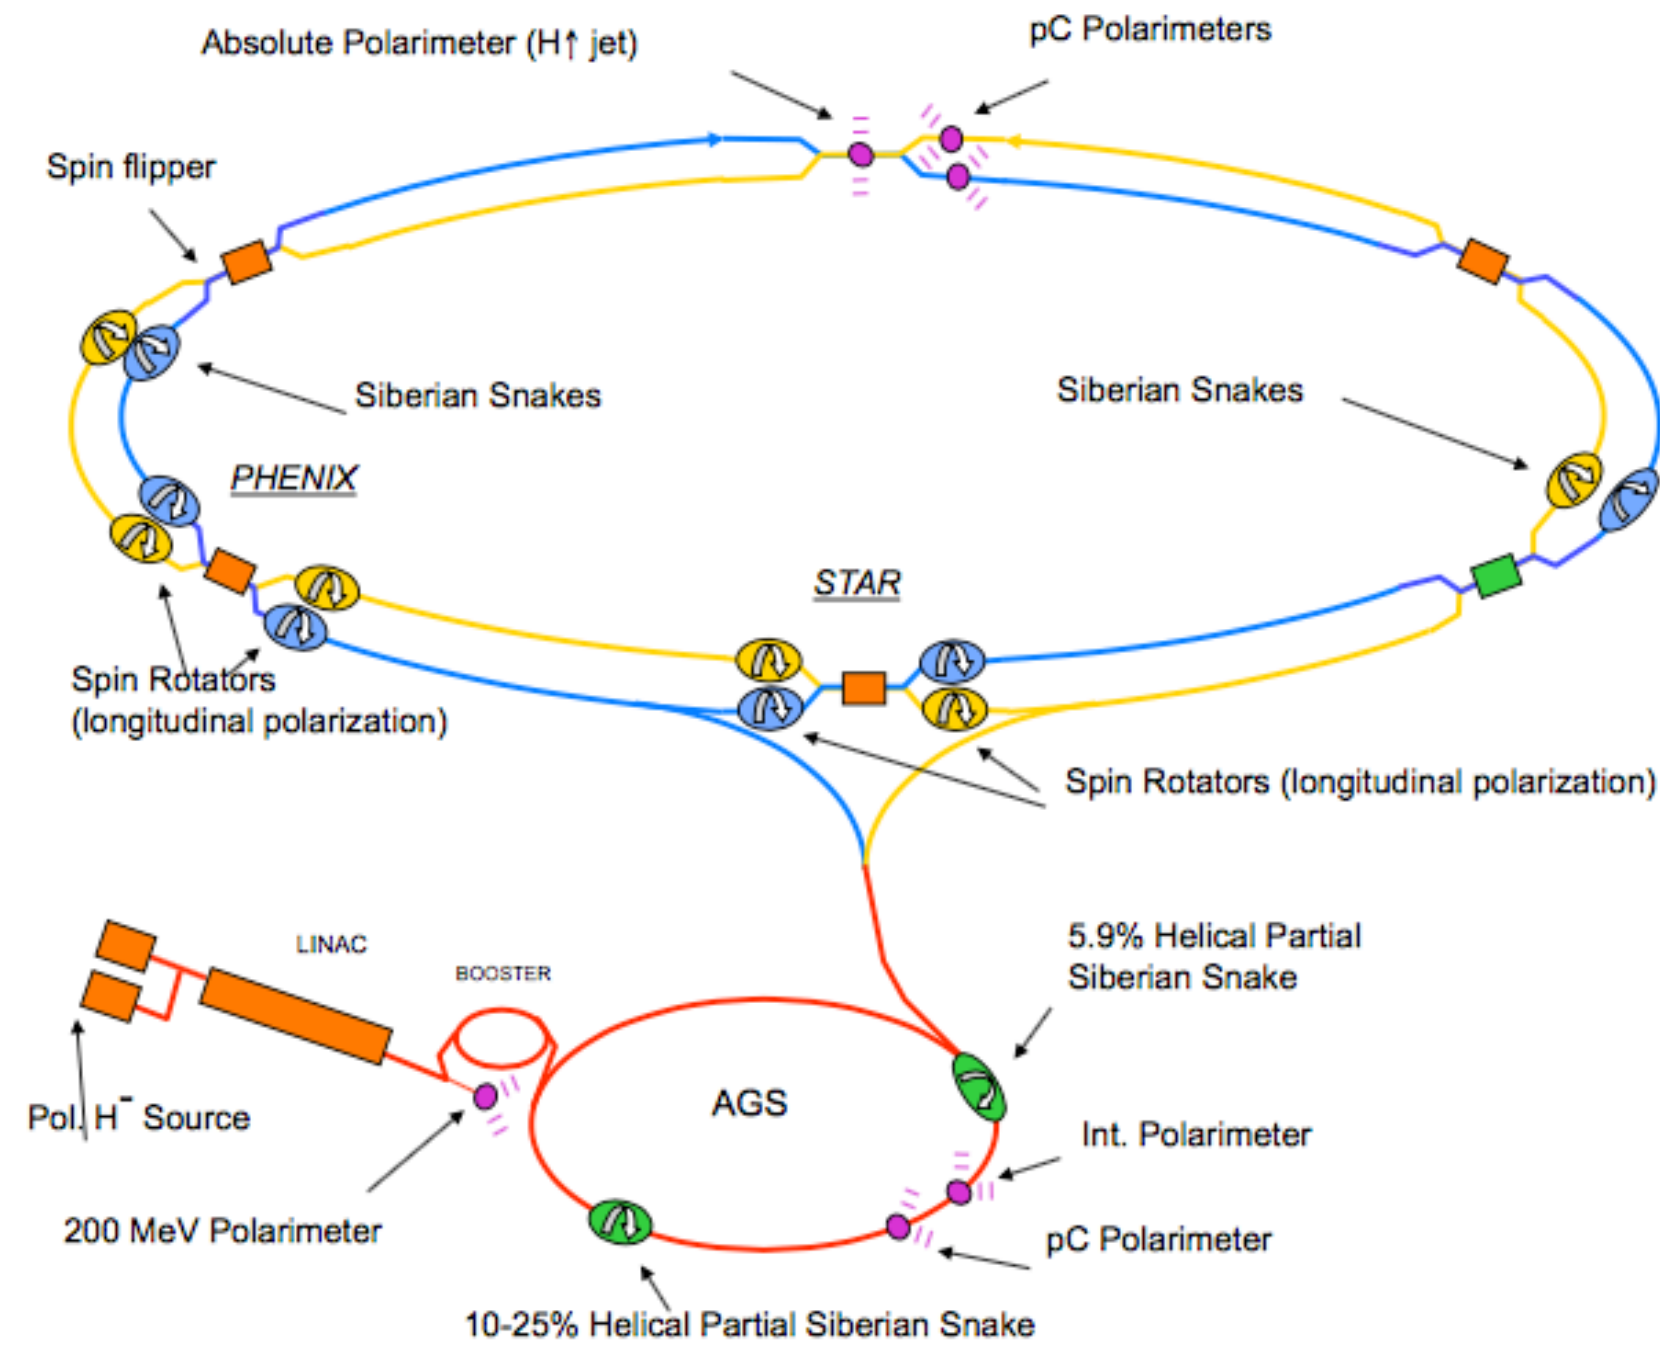 Absolute Polarimeter (H↑ jet)
pC Polarimeters
Spin flipper
Siberian Snakes
Siberian Snakes
PHENIX
STAR
Spin Rotators
(longitudinal polarization)
Spin Rotators (longitudinal polarization)
LINAC
BOOSTER
5.9% Helical Partial
Siberian Snake
AGS
Pol. H⁻ Source
Int. Polarimeter
200 MeV Polarimeter
pC Polarimeter
10-25% Helical Partial Siberian Snake